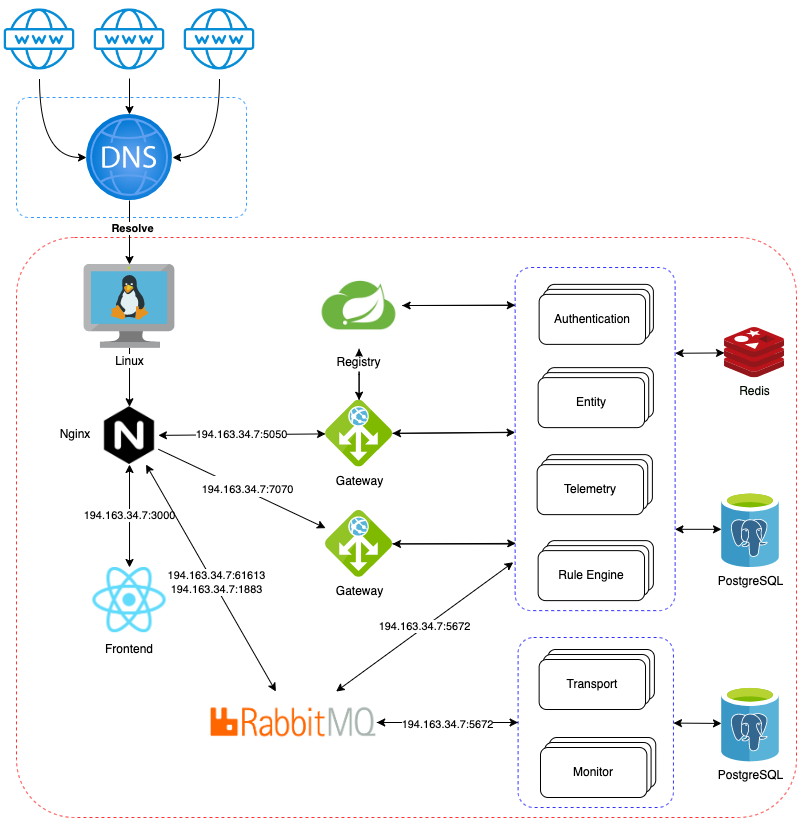 WWW
WWW
WWW
DNS
Resolve
Linux
Registry
Authentication
Redis
Entity
Nginx
N
194.163.34.7:5050
Gateway
194.163.34.7:7070
Telemetry
194.163.34.7:3000
Gateway
Rule Engine
PostgreSQL
194.163.34.7:61613
194.163.34.7:1883
Frontend
194.163.34.7:5672
Transport
RabbitMQ
194.163.34.7:5672
Monitor
PostgreSQL